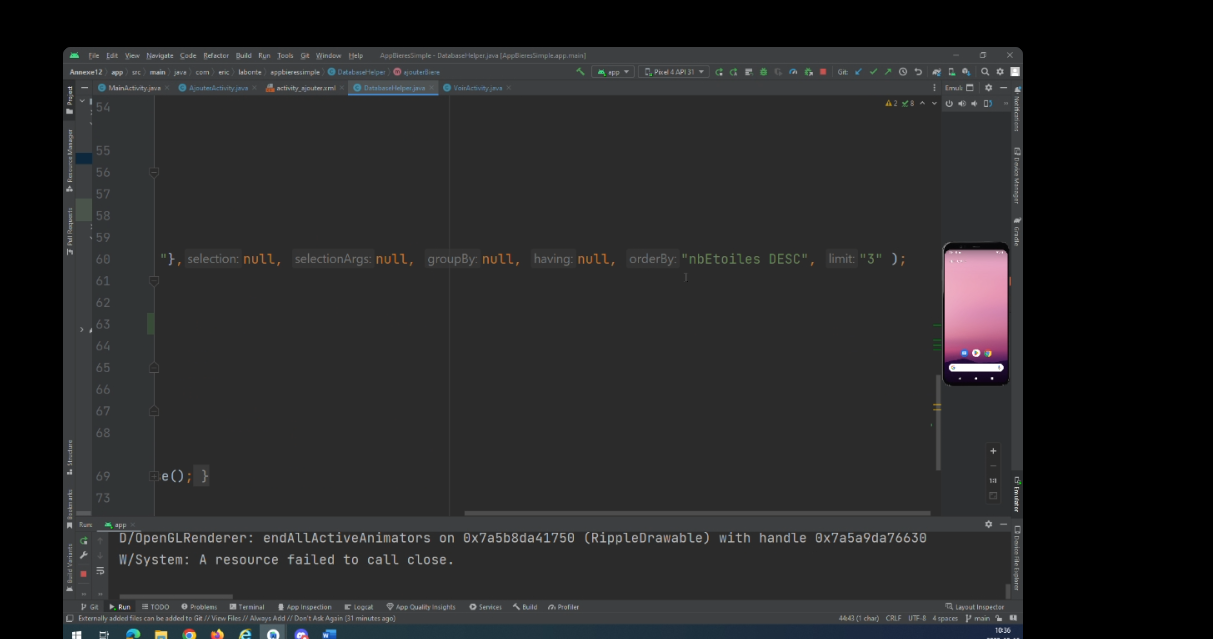 File Edit View Navigate Code Refactor Build Run Tools Git Window Help AppBieresSimple - DatabaseHelper.java [AppBieresSimple.app.main]
Annexe12 app src main java com eric labonte appbieressimple DatabaseHelper ajouterBiere app Pixel 4 API 31 Git:
MainActivity.java AjouterActivity.java activity_ajouter.xml DatabaseHelper.java VoisActivity.java
2 8
Project
Resource Manager
Pull Requests
Structure
Bookmarks
Build Variants
54
55
56
57
58
59
60 "}, selection: null, selectionArgs: null, groupBy: null, having: null, orderBy: "nbEtoiles DESC", limit: "3" );
61
62
63
64
65
66
67
68
69 e(); }
73
Notifications
Device Manager
Gradle
Emulator
Device File Explorer
1:1
Run: app
D/OpenGLRenderer: endAllActiveAnimators on 0x7a5b8da41750 (RippleDrawable) with handle 0x7a5a9da76630
W/System: A resource failed to call close.
Git Run TODO Problems Terminal App Inspection Logcat App Quality Insights Services Build Profiler Layout Inspector
Externally added files can be added to Git // View Files // Always Add // Don't Ask Again (31 minutes ago) 44:43 (1 char) CRLF UTF-8 4 spaces main
10:36